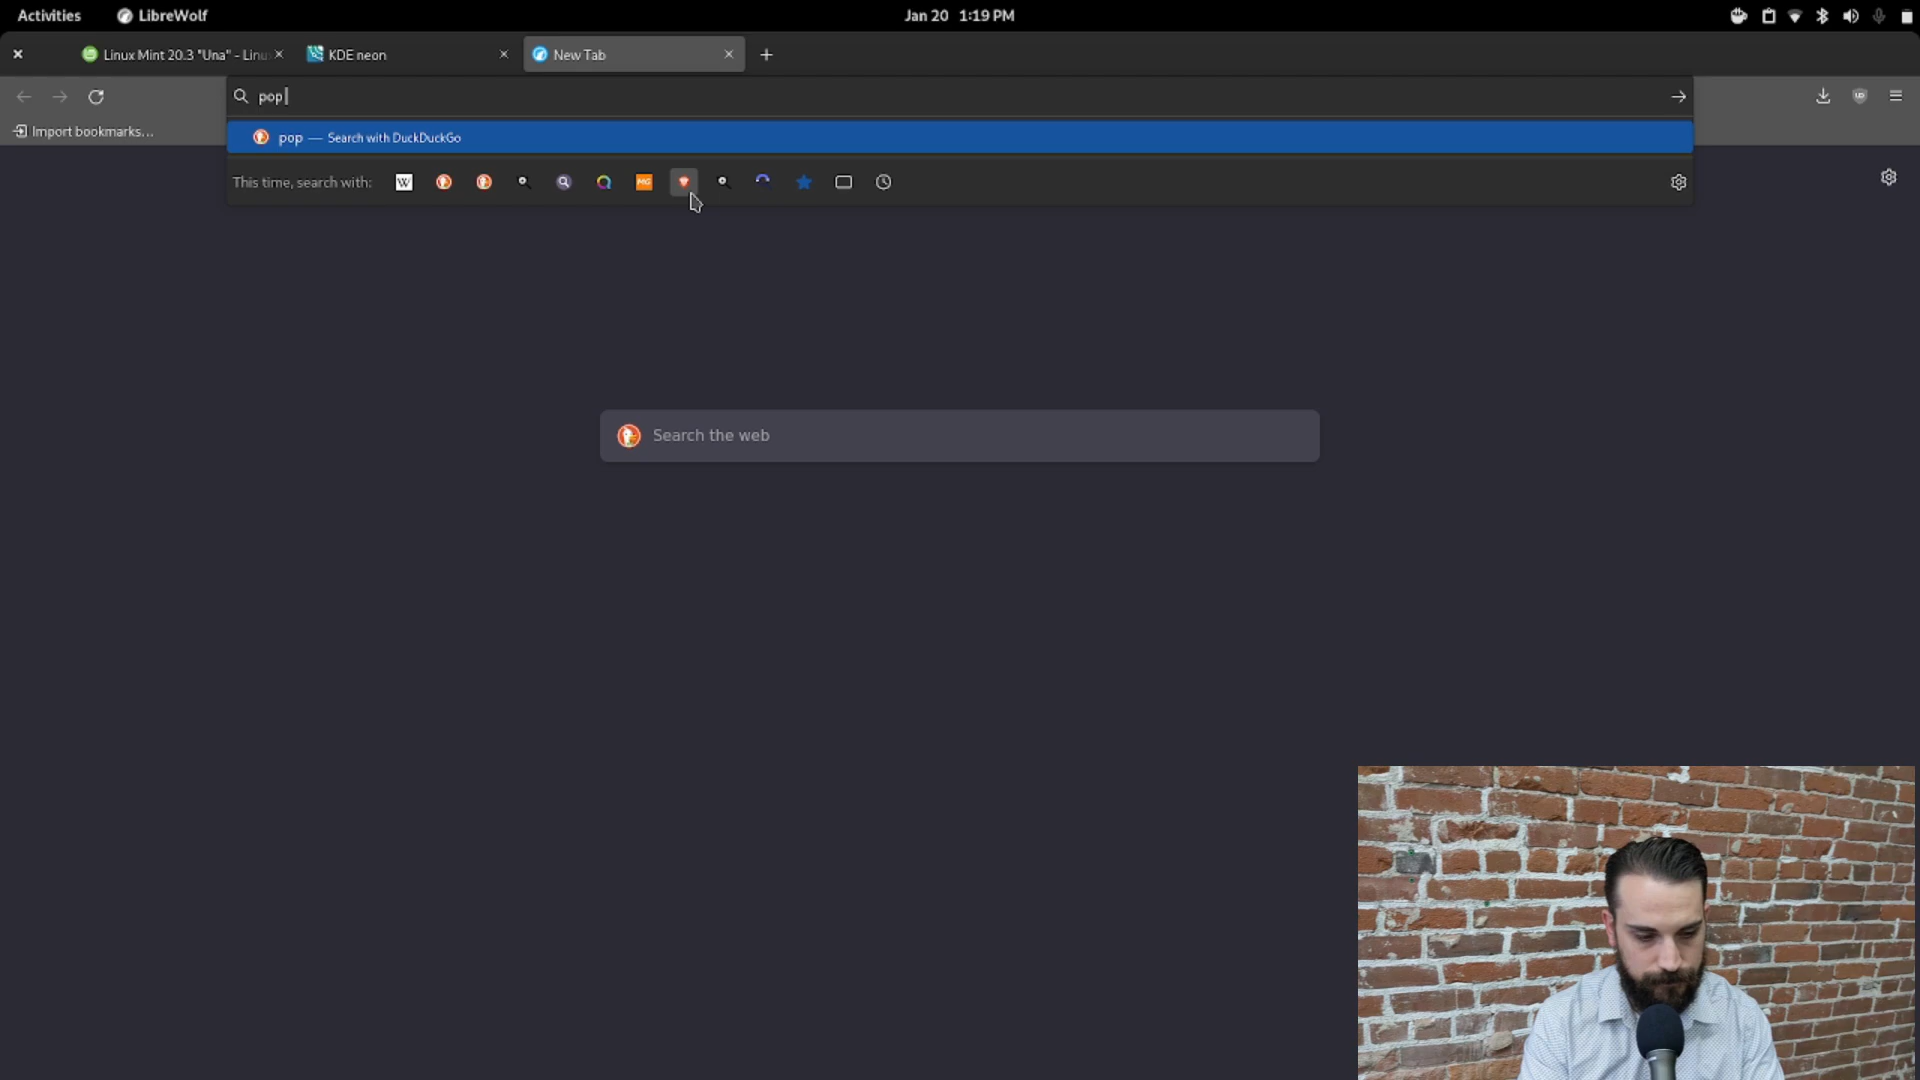 Activities LibreWolf Jan 20 1:19 PM
Linux Mint 20.3 "Una" - Linu KDE neon New Tab
pop
Import bookmarks...
pop — Search with DuckDuckGo
This time, search with: W MG
Search the web